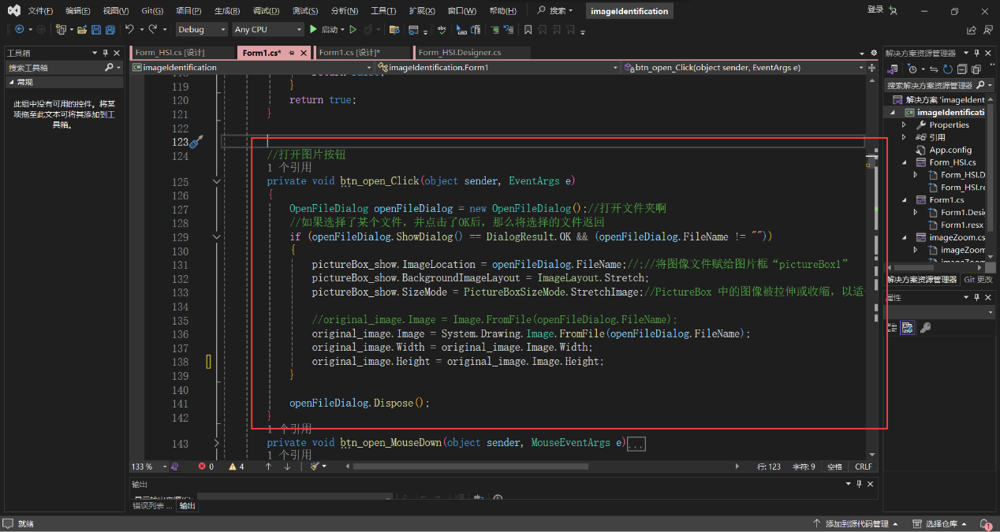 文件(F) 编辑(E) 视图(V) Git(G) 项目(P) 生成(B) 调试(D) 测试(S) 分析(N) 工具(T) 扩展(X) 窗口(W) 帮助(H) 搜索 imageIdentification 登录
Debug Any CPU 启动
工具箱
搜索工具箱
常规
此组中没有可用的控件。将某
项拖至此文本可将其添加到工
具箱。
Form_HSI.cs [设计] Form1.cs* Form1.cs [设计]* Form_HSI.Designer.cs
imageIdentification imageIdentification.Form1 btn_open_Click(object sender, EventArgs e)
119 }
120 return true;
121 }
122
123
124 //打开图片按钮
1 个引用
125 private void btn_open_Click(object sender, EventArgs e)
126 {
127 OpenFileDialog openFileDialog = new OpenFileDialog();//打开文件夹啊
128 //如果选择了某个文件，并点击了OK后，那么将选择的文件返回
129 if (openFileDialog.ShowDialog() == DialogResult.OK && (openFileDialog.FileName != ""))
130 {
131 pictureBox_show.ImageLocation = openFileDialog.FileName;//;//将图像文件赋给图片框“pictureBox1”
132 pictureBox_show.BackgroundImageLayout = ImageLayout.Stretch;
133 pictureBox_show.SizeMode = PictureBoxSizeMode.StretchImage;//PictureBox 中的图像被拉伸或收缩，以适
134
135 //original_image.Image = Image.FromFile(openFileDialog.FileName);
136 original_image.Image = System.Drawing.Image.FromFile(openFileDialog.FileName);
137 original_image.Width = original_image.Image.Width;
138 original_image.Height = original_image.Image.Height;
139 }
140
141 openFileDialog.Dispose();
142 }
1 个引用
143 private void btn_open_MouseDown(object sender, MouseEventArgs e)...
1 个引用
133 % 0 4 行: 123 字符: 9 空格 CRLF
输出
错误列表 ... 输出
解决方案资源管理器
搜索解决方案资源管理器
解决方案 'imageIdent
imageIdentificati
Properties
引用
App.config
Form_HSI.cs
Form_HSI.D
Form_HSI.re
Form1.cs
Form1.Desi
Form1.resx
imageZoom.cs
imageZoom
解决方案资源管理器 Git 更改
属性
就绪 添加到源代码管理 选择仓库 1